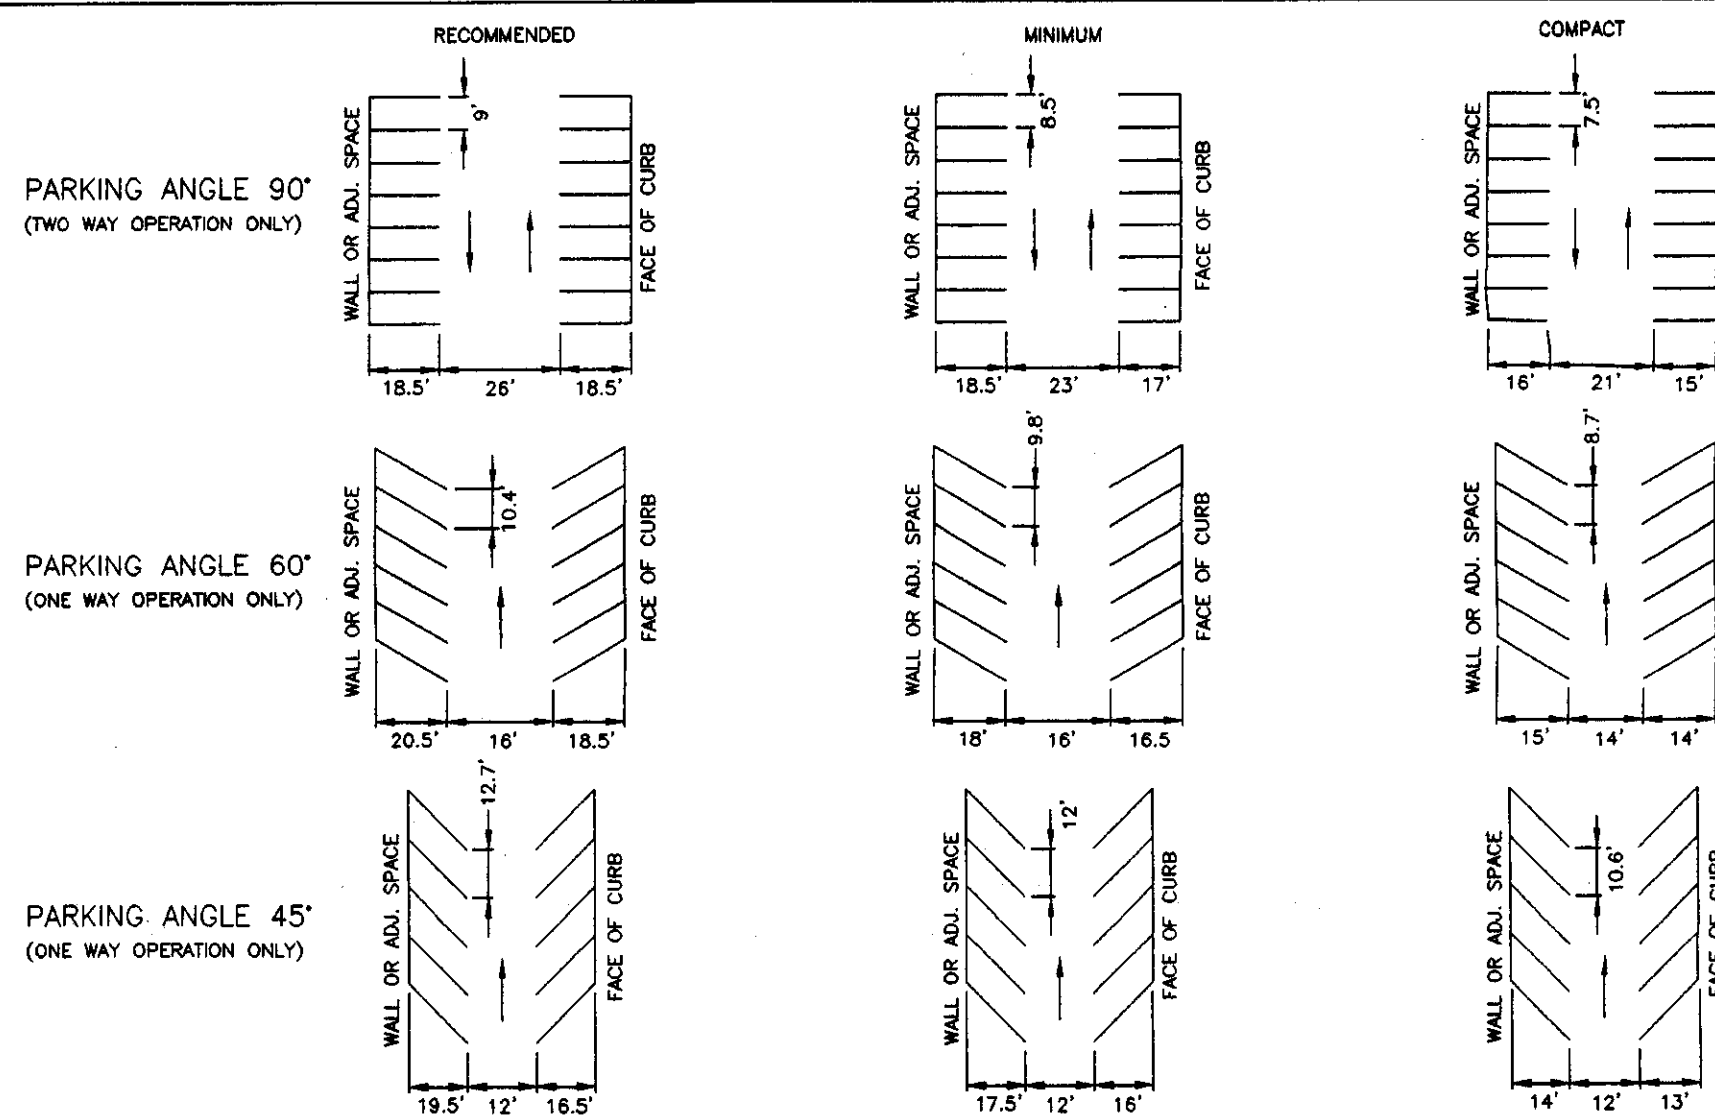 RECOMMENDED
MINIMUM
COMPACT
PARKING ANGLE 90°
(TWO WAY OPERATION ONLY)
WALL OR ADJ. SPACE
9'
FACE OF CURB
18.5' 26' 18.5'
WALL OR ADJ. SPACE
8.5'
FACE OF CURB
18.5' 23' 17'
WALL OR ADJ. SPACE
7.5'
16' 21' 15'
PARKING ANGLE 60°
(ONE WAY OPERATION ONLY)
WALL OR ADJ. SPACE
10.4'
FACE OF CURB
20.5' 16' 18.5'
WALL OR ADJ. SPACE
9.8'
FACE OF CURB
18' 16' 16.5
WALL OR ADJ. SPACE
8.7'
15' 14' 14'
PARKING ANGLE 45°
(ONE WAY OPERATION ONLY)
WALL OR ADJ. SPACE
12.7'
FACE OF CURB
19.5' 12' 16.5'
WALL OR ADJ. SPACE
12'
FACE OF CURB
17.5' 12' 16'
WALL OR ADJ. SPACE
10.6'
FACE OF CURB
14' 12' 13'